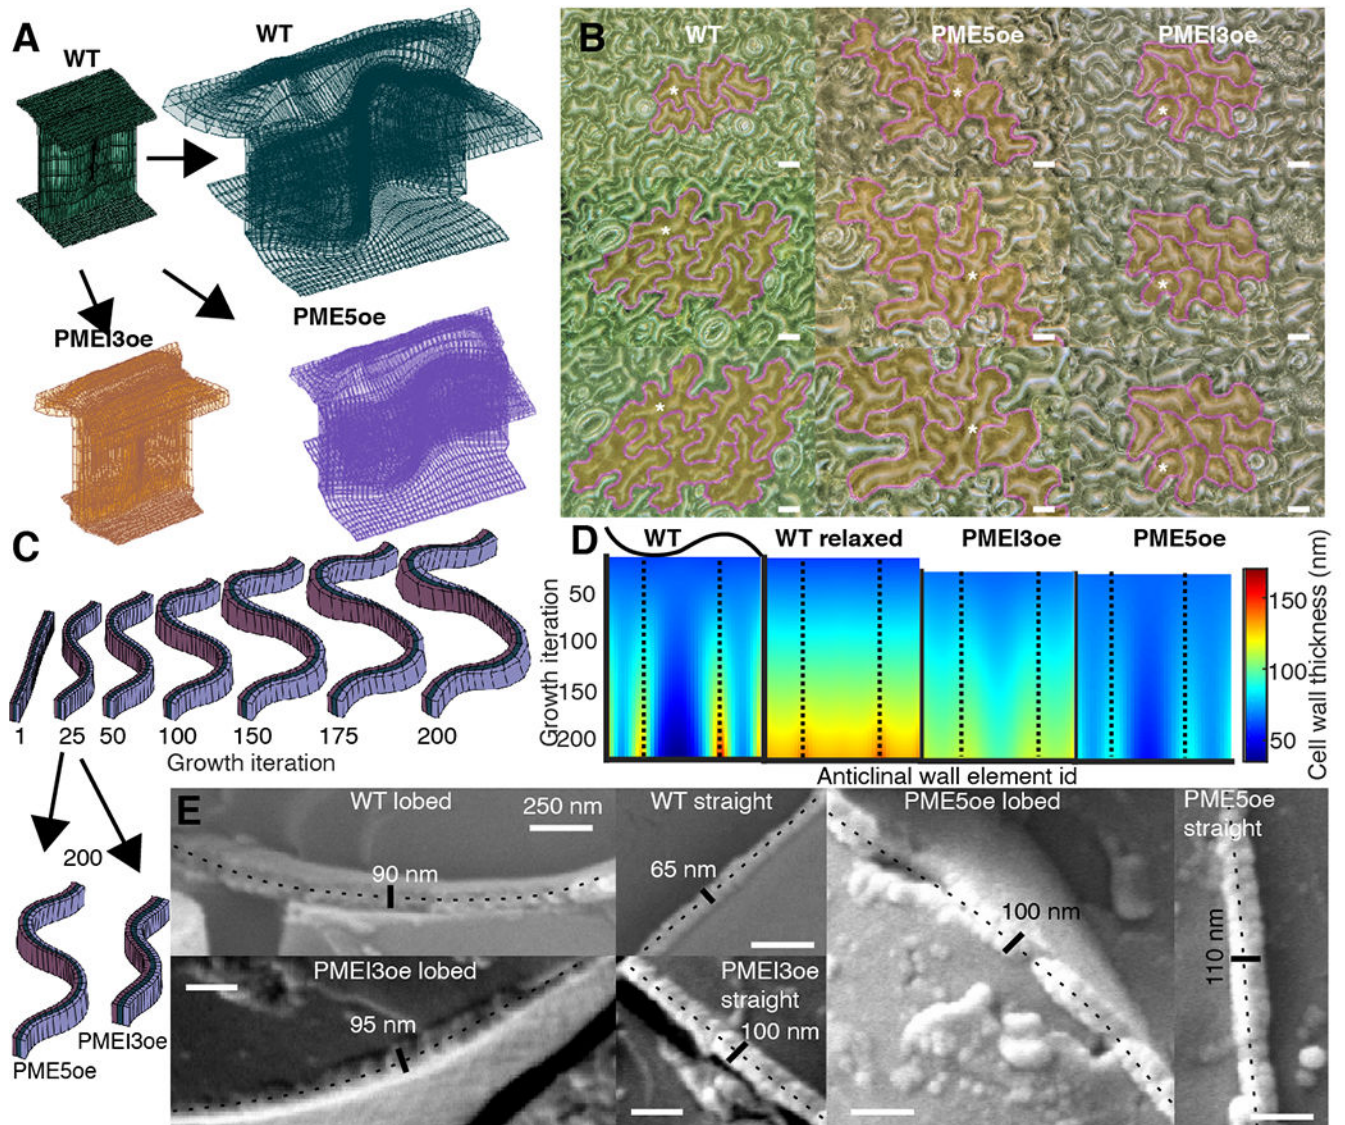 A
WT
WT
PMEI3oe
PME5oe
B
WT
PME5oe
PMEI3oe
C
1
25
50
100
150
175
200
Growth iteration
200
PMEI3oe
PME5oe
D
WT
WT relaxed
PMEI3oe
PME5oe
50
100
150
200
Growth iteration
Anticlinal wall element id
150
100
50
Cell wall thickness (nm)
E
WT lobed
250 nm
90 nm
WT straight
65 nm
PME5oe lobed
100 nm
PME5oe
straight
110 nm
PMEI3oe lobed
95 nm
PMEI3oe
straight
100 nm